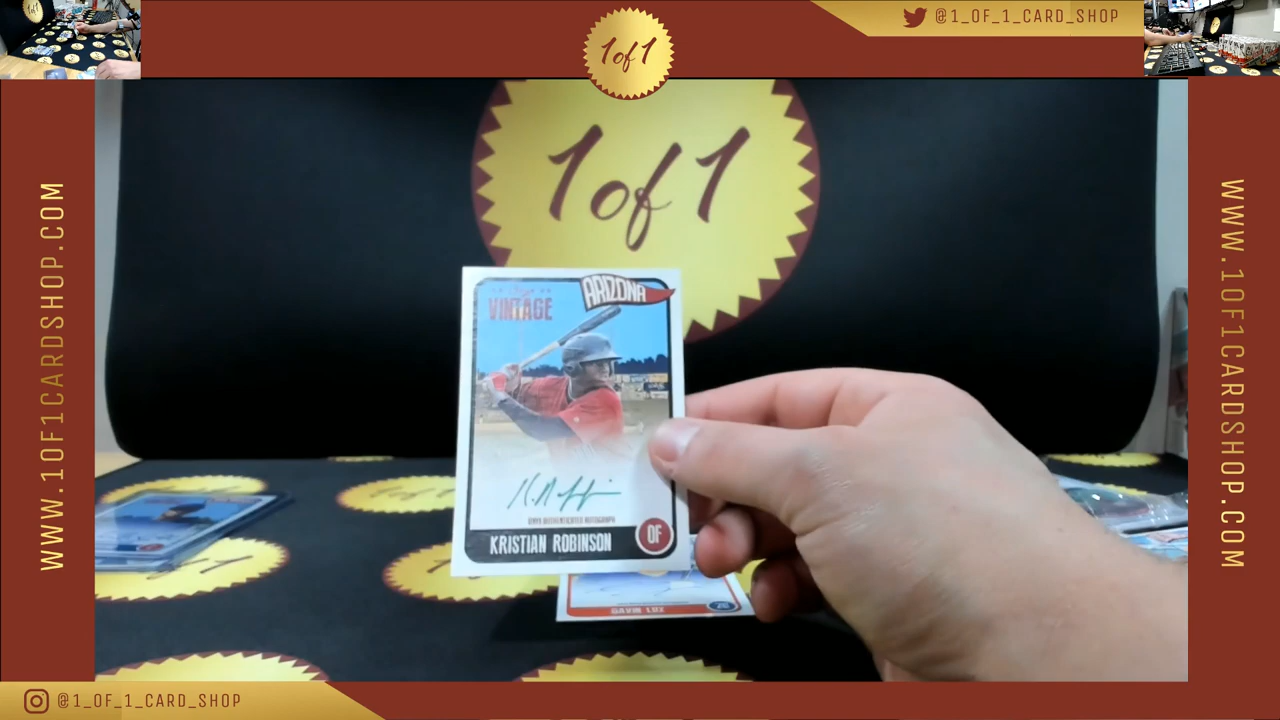 @1_OF_1_CARD_SHOP
1of1
1of1
WWW.1OF1CARDSHOP.COM
WWW.1OF1CARDSHOP.COM
VINTAGE
ARIZONA
KRISTIAN ROBINSON
OF
GAVIN LUX
@1_OF_1_CARD_SHOP